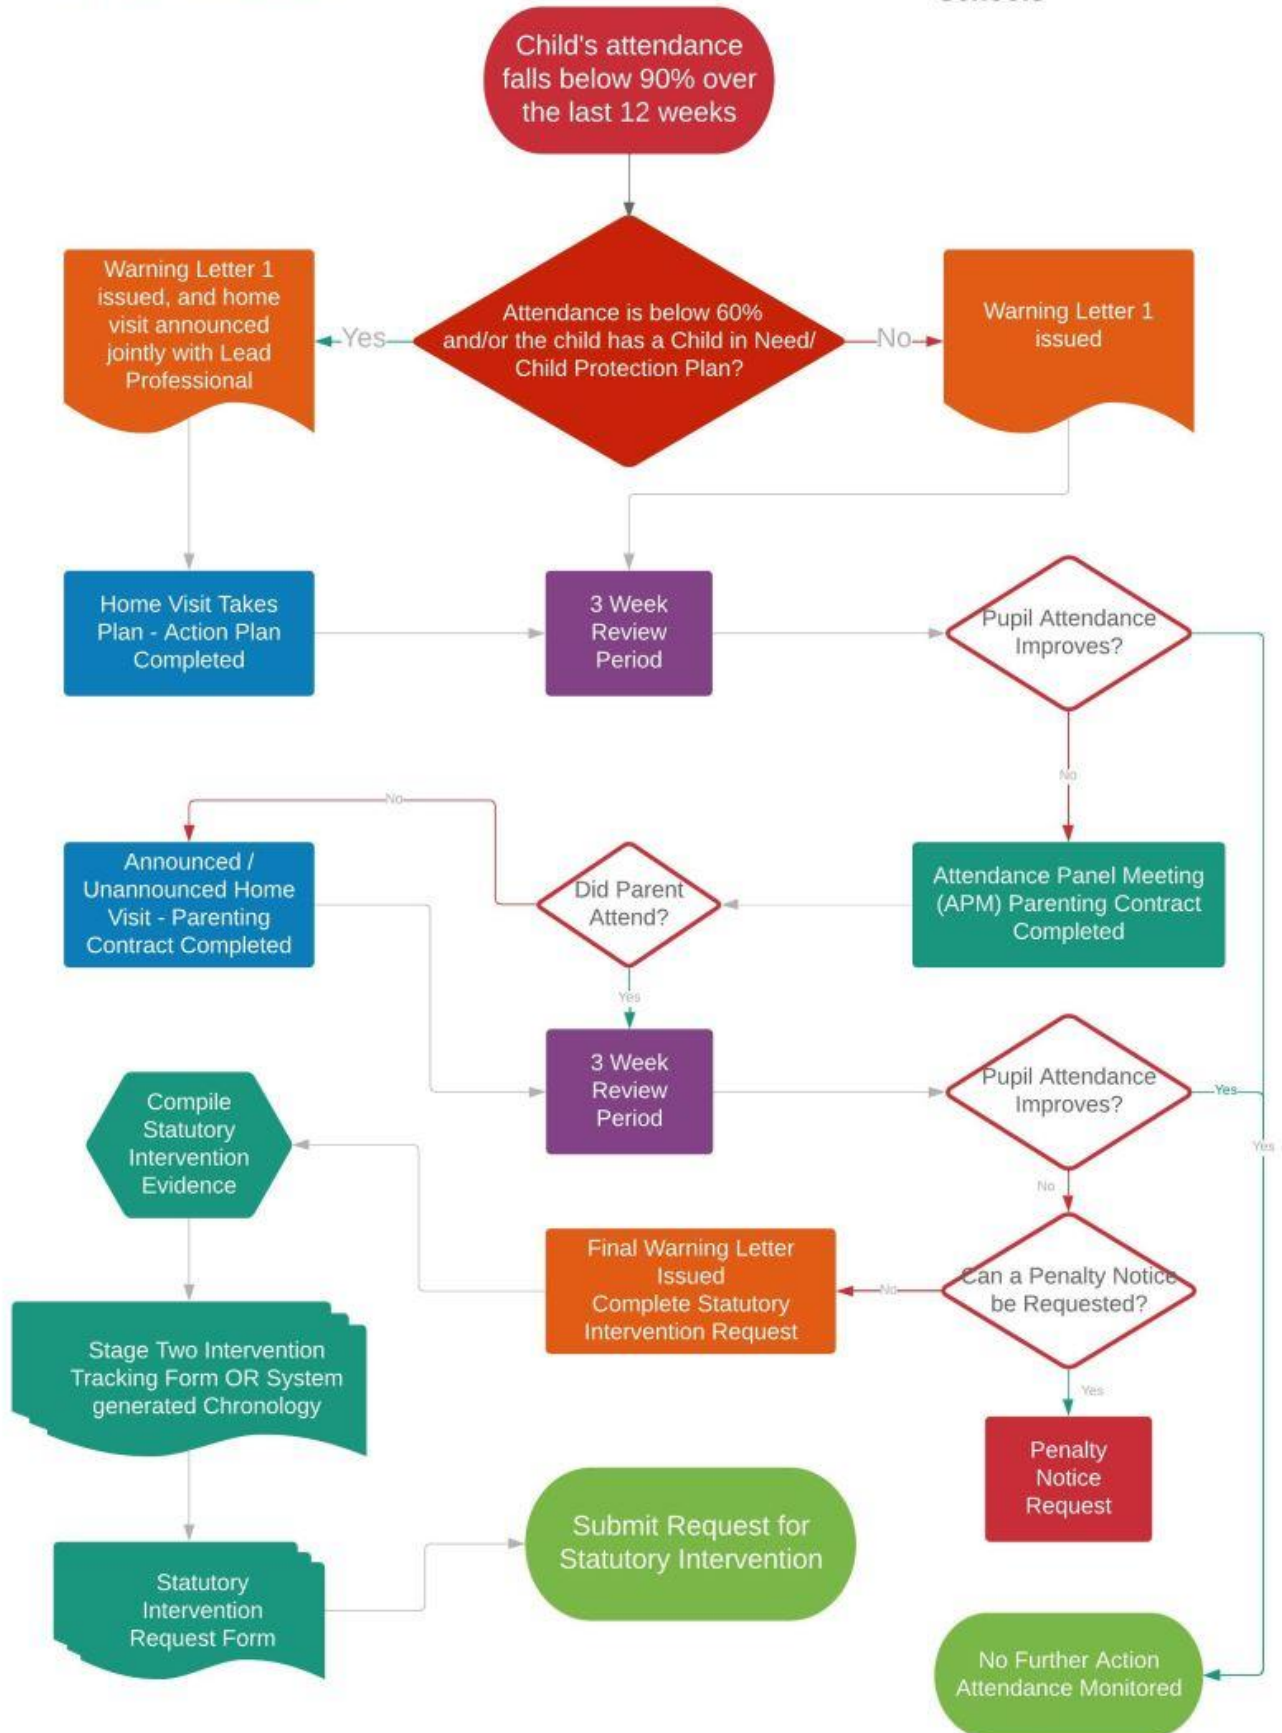 Child's attendance
falls below 90% over
the last 12 weeks
Warning Letter 1
issued, and home
visit announced
jointly with Lead
Professional
Yes
Attendance is below 60%
and/or the child has a Child in Need/
Child Protection Plan?
No
Warning Letter 1
issued
Home Visit Takes
Plan - Action Plan
Completed
3 Week
Review
Period
Pupil Attendance
Improves?
No
No
Announced /
Unannounced Home
Visit - Parenting
Contract Completed
Did Parent
Attend?
Attendance Panel Meeting
(APM) Parenting Contract
Completed
Yes
3 Week
Review
Period
Pupil Attendance
Improves?
Yes
Yes
Compile
Statutory
Intervention
Evidence
No
Final Warning Letter
Issued
Complete Statutory
Intervention Request
No
Can a Penalty Notice
be Requested?
Stage Two Intervention
Tracking Form OR System
generated Chronology
Yes
Penalty
Notice
Request
Submit Request for
Statutory Intervention
Statutory
Intervention
Request Form
No Further Action
Attendance Monitored